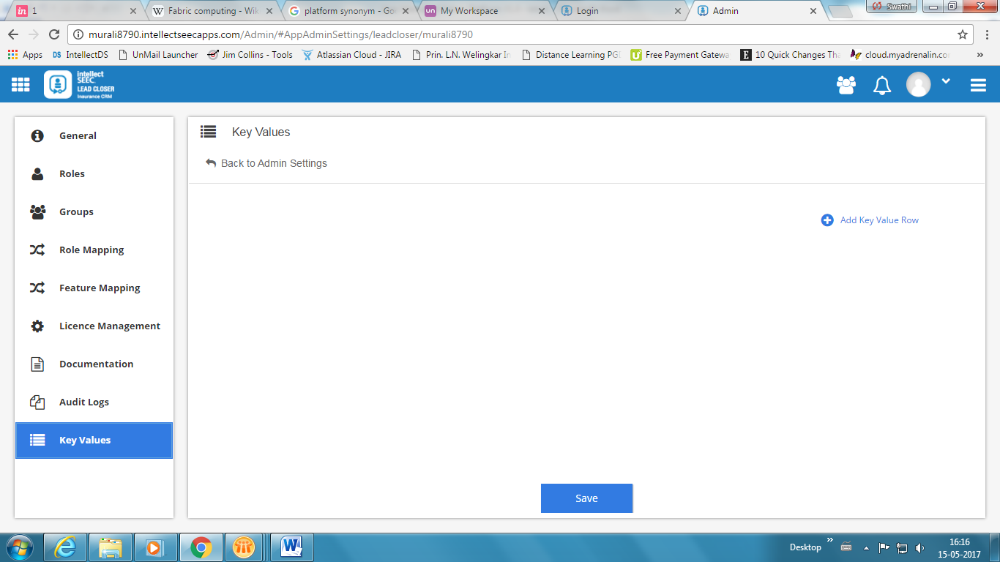 1
Fabric computing - Wik
platform synonym - Goo
un
My Workspace
Login
Admin
Swathi
murali8790.intellectseecapps.com/Admin/#AppAdminSettings/leadcloser/murali8790
Apps
DS IntellectDS
UnMail Launcher
Jim Collins - Tools
Atlassian Cloud - JIRA
Prin. L.N. Welingkar In
Distance Learning PG
Free Payment Gatewa
E 10 Quick Changes Tha
cloud.myadrenalin.co
»
intellect
SEEC
LEAD CLOSER
Insurance CRM
General
Roles
Groups
Role Mapping
Feature Mapping
Licence Management
Documentation
Audit Logs
Key Values
Key Values
Back to Admin Settings
Add Key Value Row
Save
Desktop
»
16:16
15-05-2017